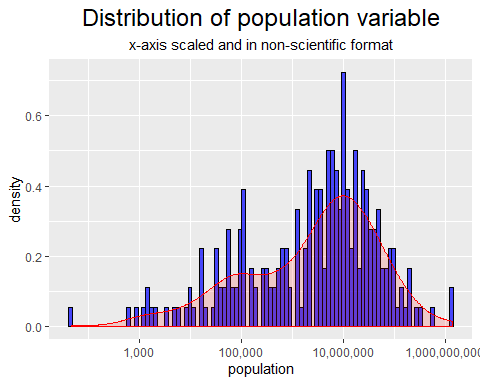 Distribution of population variable
x-axis scaled and in non-scientific format
0.6
0.4
0.2
0.0
density
1,000 100,000 10,000,000 1,000,000,000
population